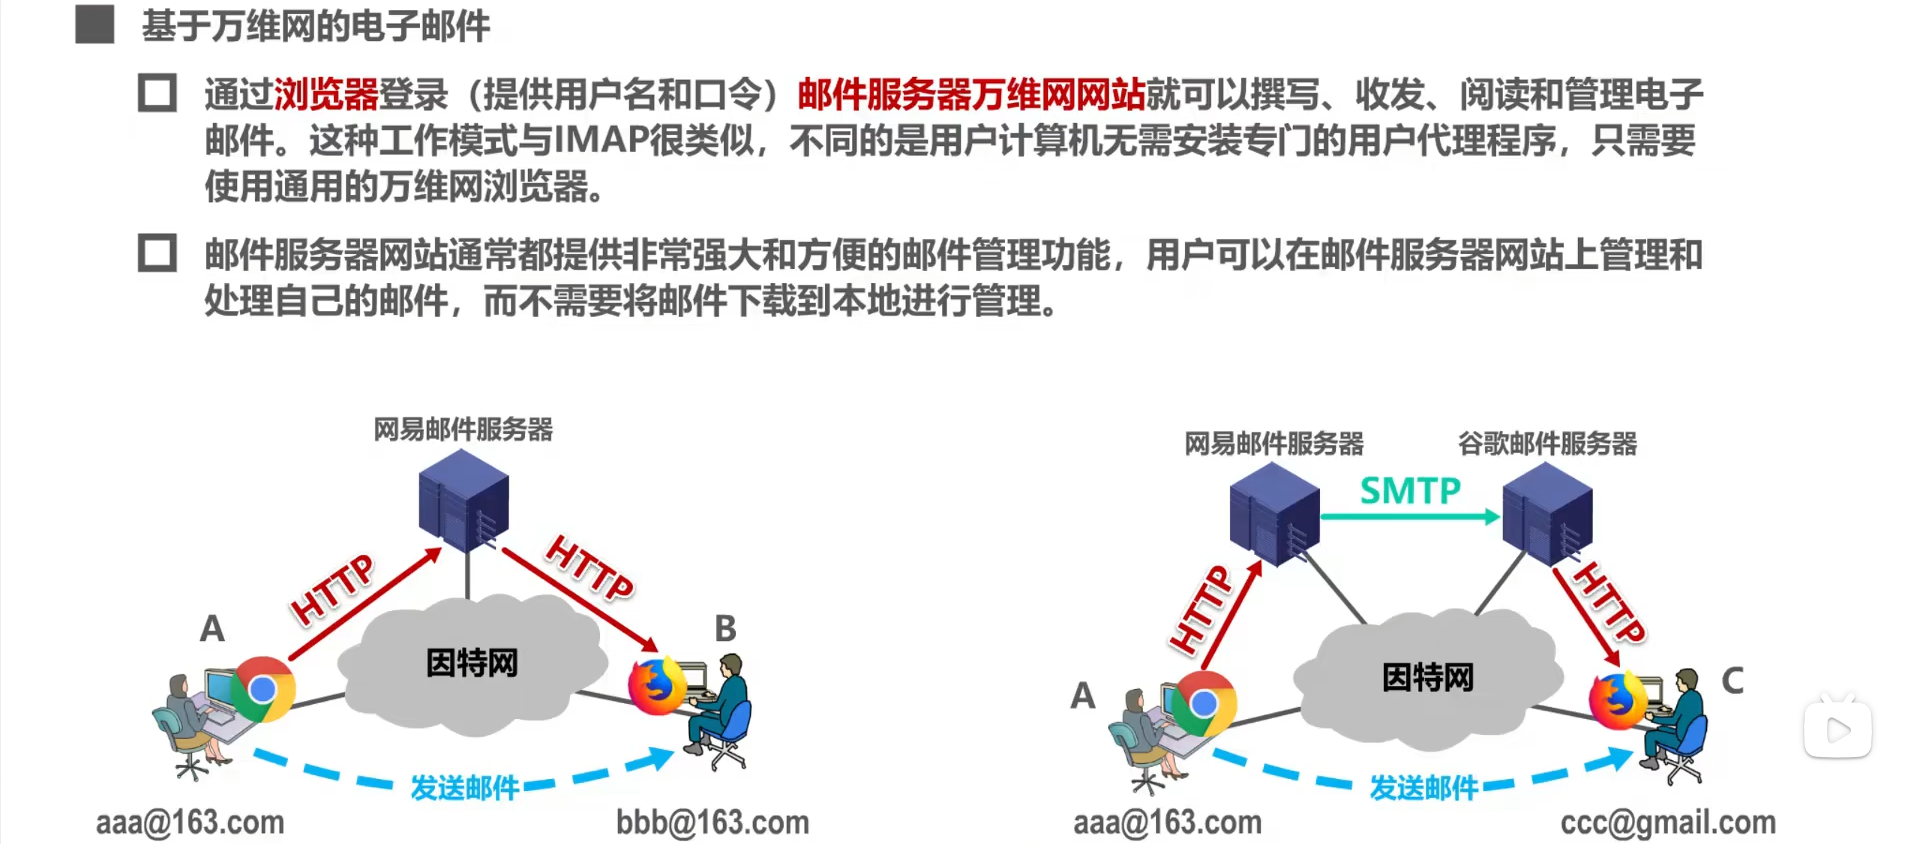 基于万维网的电子邮件
通过浏览器登录（提供用户名和口令）邮件服务器万维网网站就可以撰写、收发、阅读和管理电子
邮件。这种工作模式与IMAP很类似，不同的是用户计算机无需安装专门的用户代理程序，只需要
使用通用的万维网浏览器。
邮件服务器网站通常都提供非常强大和方便的邮件管理功能，用户可以在邮件服务器网站上管理和
处理自己的邮件，而不需要将邮件下载到本地进行管理。
网易邮件服务器
HTTP
HTTP
A
B
因特网
发送邮件
aaa@163.com
bbb@163.com
网易邮件服务器
谷歌邮件服务器
SMTP
HTTP
HTTP
A
C
因特网
发送邮件
aaa@163.com
ccc@gmail.com